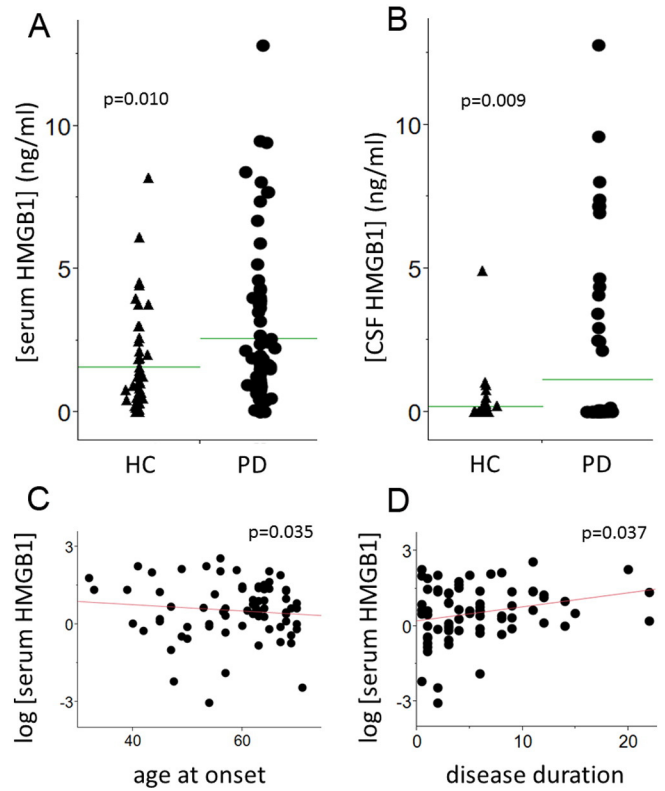 A
p=0.010
[serum HMGB1] (ng/ml)
10
5
0
HC PD
B
p=0.009
[CSF HMGB1] (ng/ml)
10
5
0
HC PD
C
p=0.035
log [serum HMGB1]
3
0
-3
40 60
age at onset
D
p=0.037
log [serum HMGB1]
3
0
-3
0 10 20
disease duration